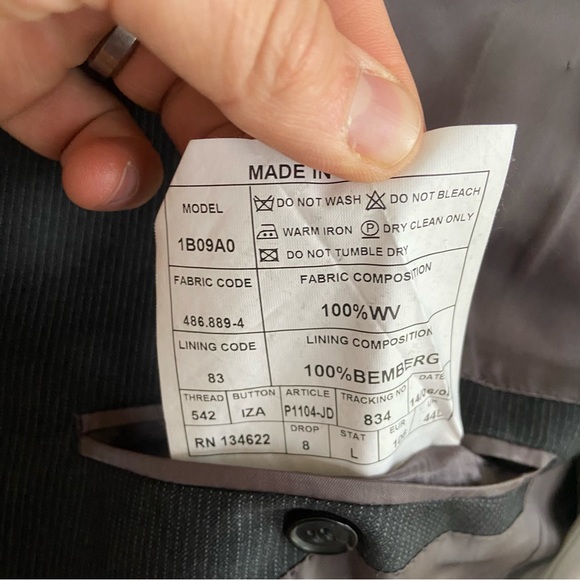 MADE IN
MODEL
1B09A0
DO NOT WASH DO NOT BLEACH
WARM IRON P DRY CLEAN ONLY
DO NOT TUMBLE DRY
FABRIC CODE
486.889-4
FABRIC COMPOSITION
100%WV
LINING CODE
83
LINING COMPOSITION
100%BEMBERG
THREAD BUTTON ARTICLE TRACKING NO DATE
542 IZA P1104-JD 834
RN 134622
DROP
8
STAT
L
EUR